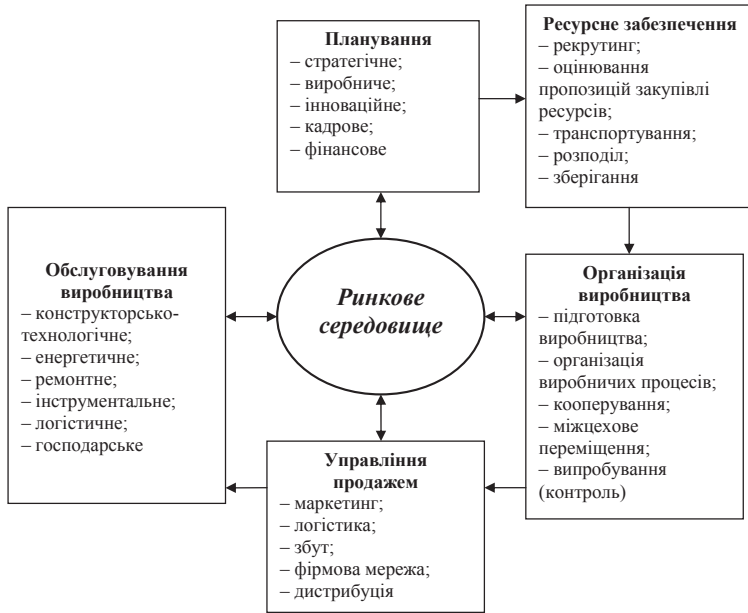 Планування
– стратегічне;
– виробниче;
– інноваційне;
– кадрове;
– фінансове
Ресурсне забезпечення
– рекрутинг;
– оцінювання
пропозицій закупівлі
ресурсів;
– транспортування;
– розподіл;
– зберігання
Обслуговування
виробництва
– конструкторсько-
технологічне;
– енергетичне;
– ремонтне;
– інструментальне;
– логістичне;
– господарське
Ринкове
середовище
Організація
виробництва
– підготовка
виробництва;
– організація
виробничих процесів;
– кооперування;
– міжцехове
переміщення;
– випробування
(контроль)
Управління
продажем
– маркетинг;
– логістика;
– збут;
– фірмова мережа;
– дистрибуція